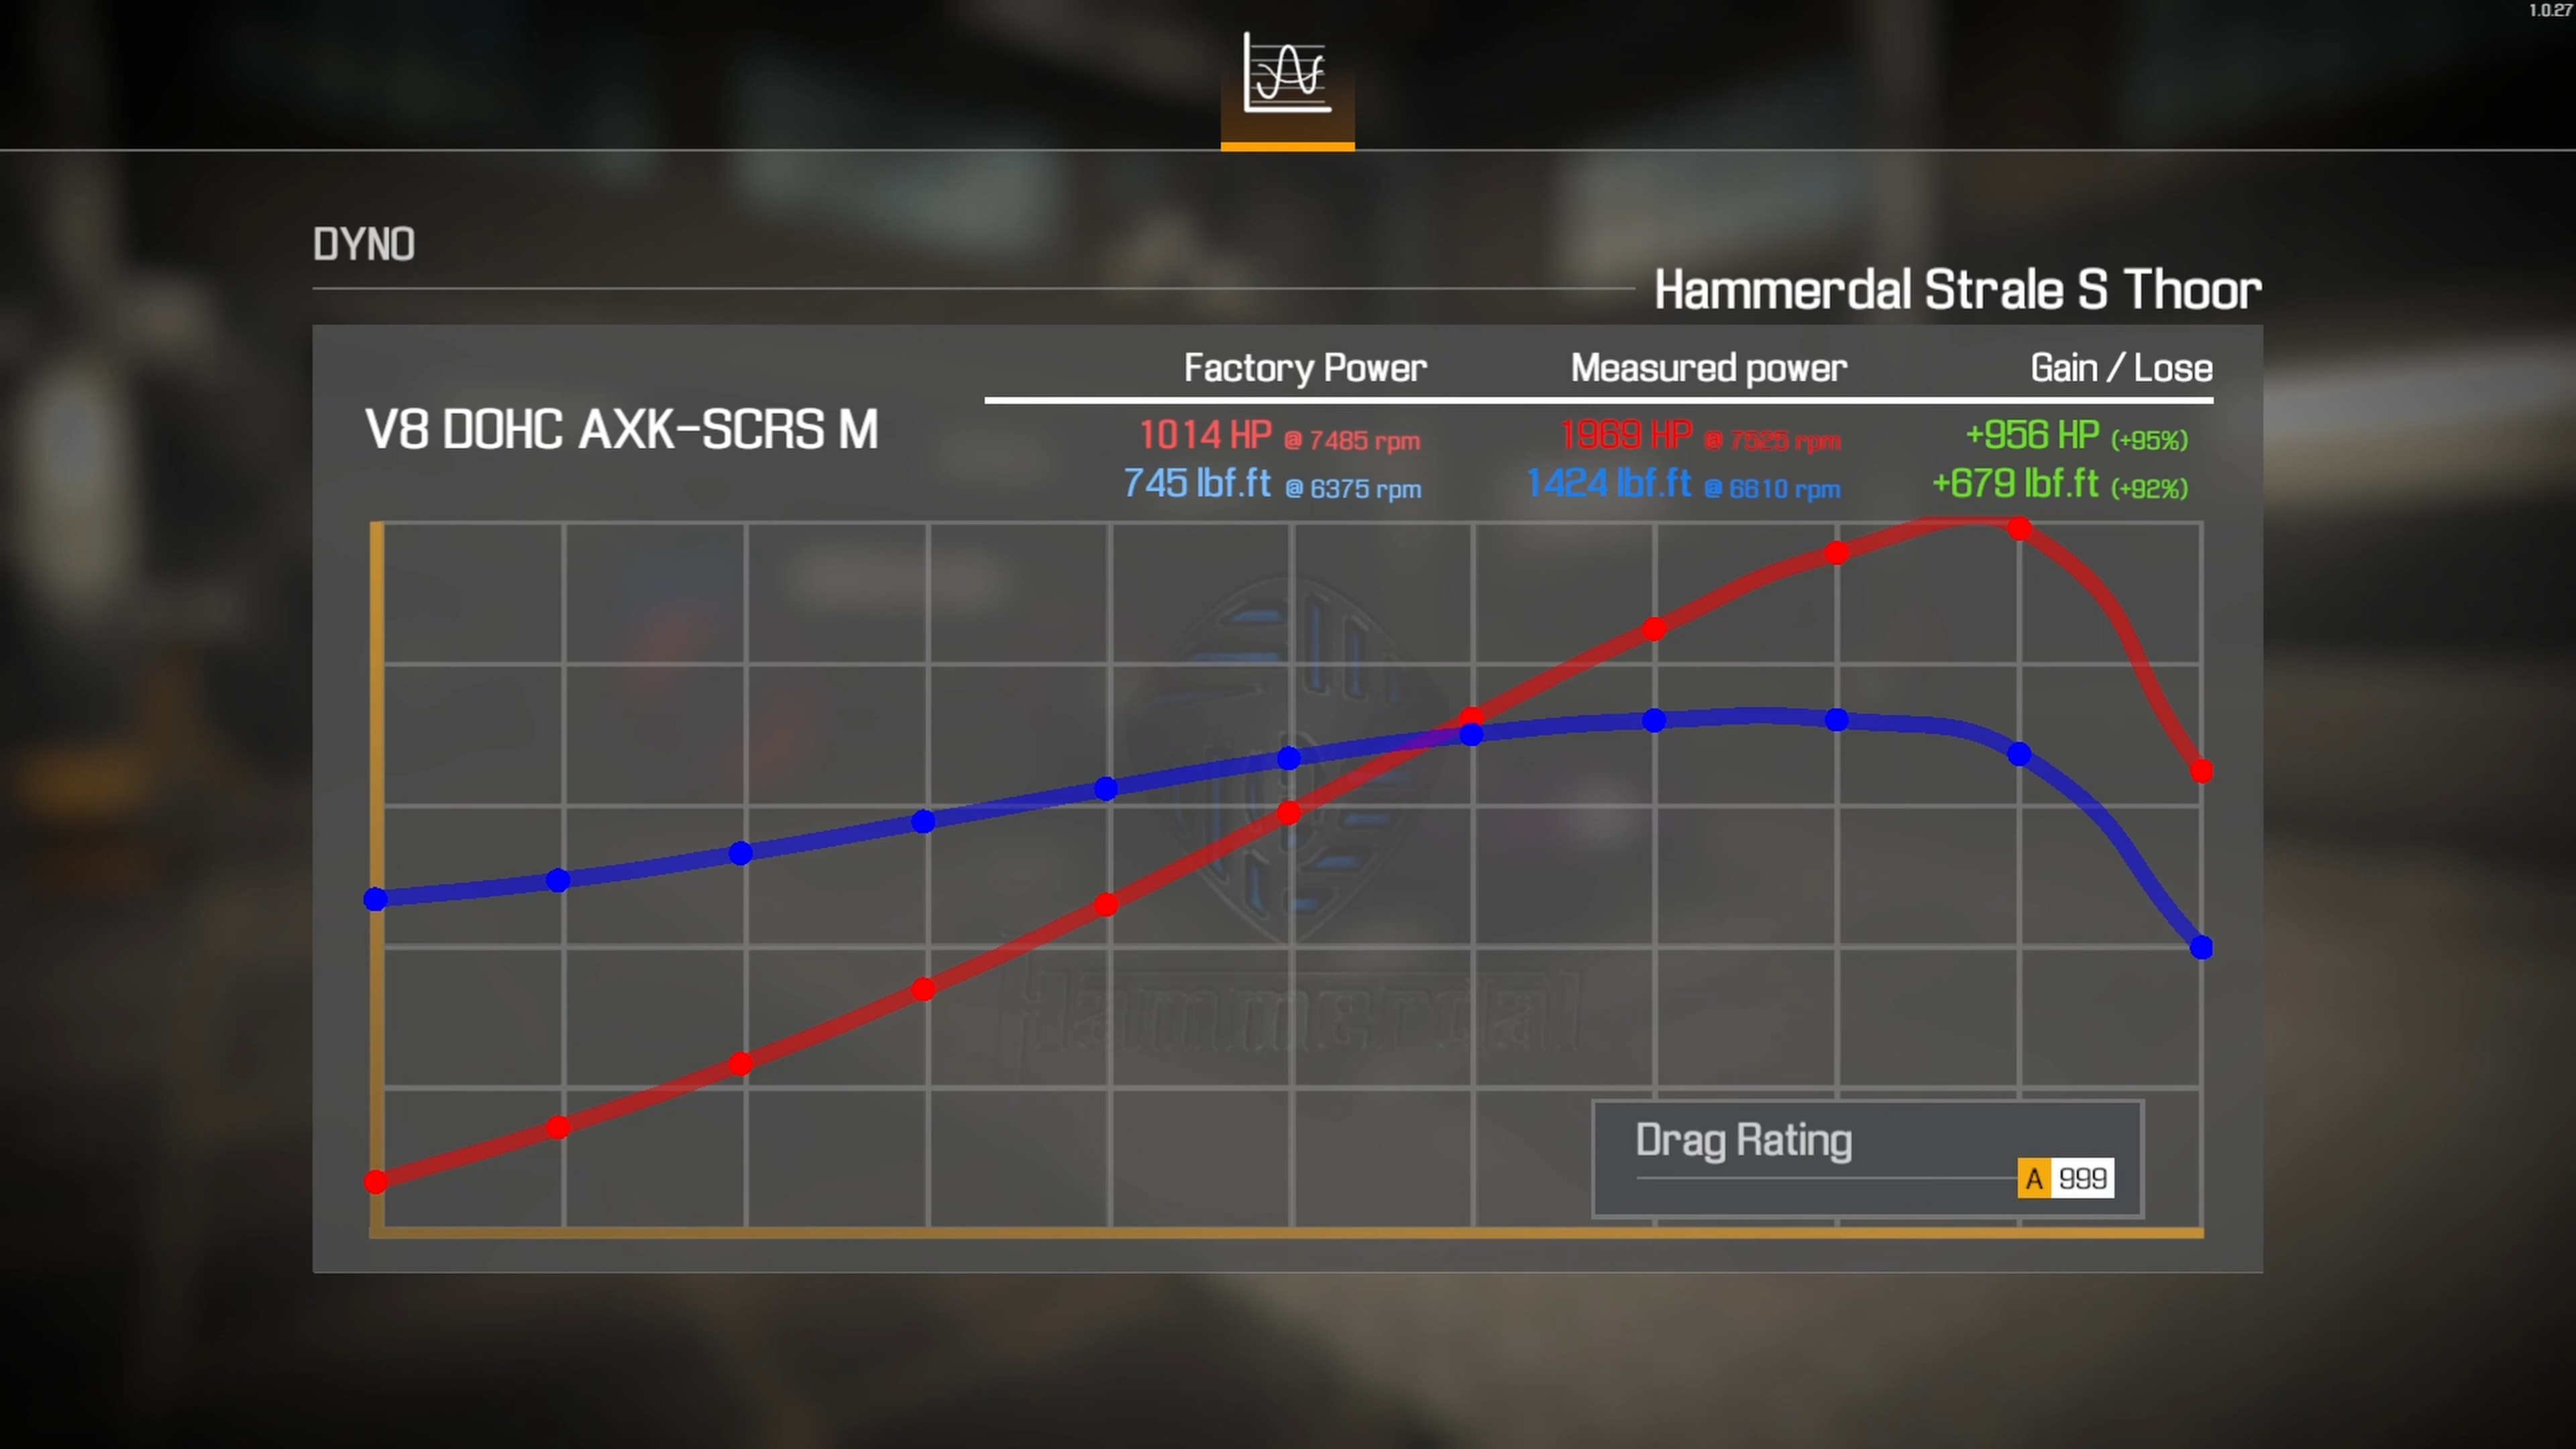 1.0.27
DYNO
Hammerdal Strale S Thoor
Factory Power Measured power Gain / Lose
V8 DOHC AXK-SCRS M
1014 HP @ 7485 rpm 1969 HP @ 7525 rpm +956 HP (+95%)
745 lbf.ft @ 6375 rpm 1424 lbf.ft @ 6610 rpm +679 lbf.ft (+92%)
Hammerdal
Drag Rating
A 999